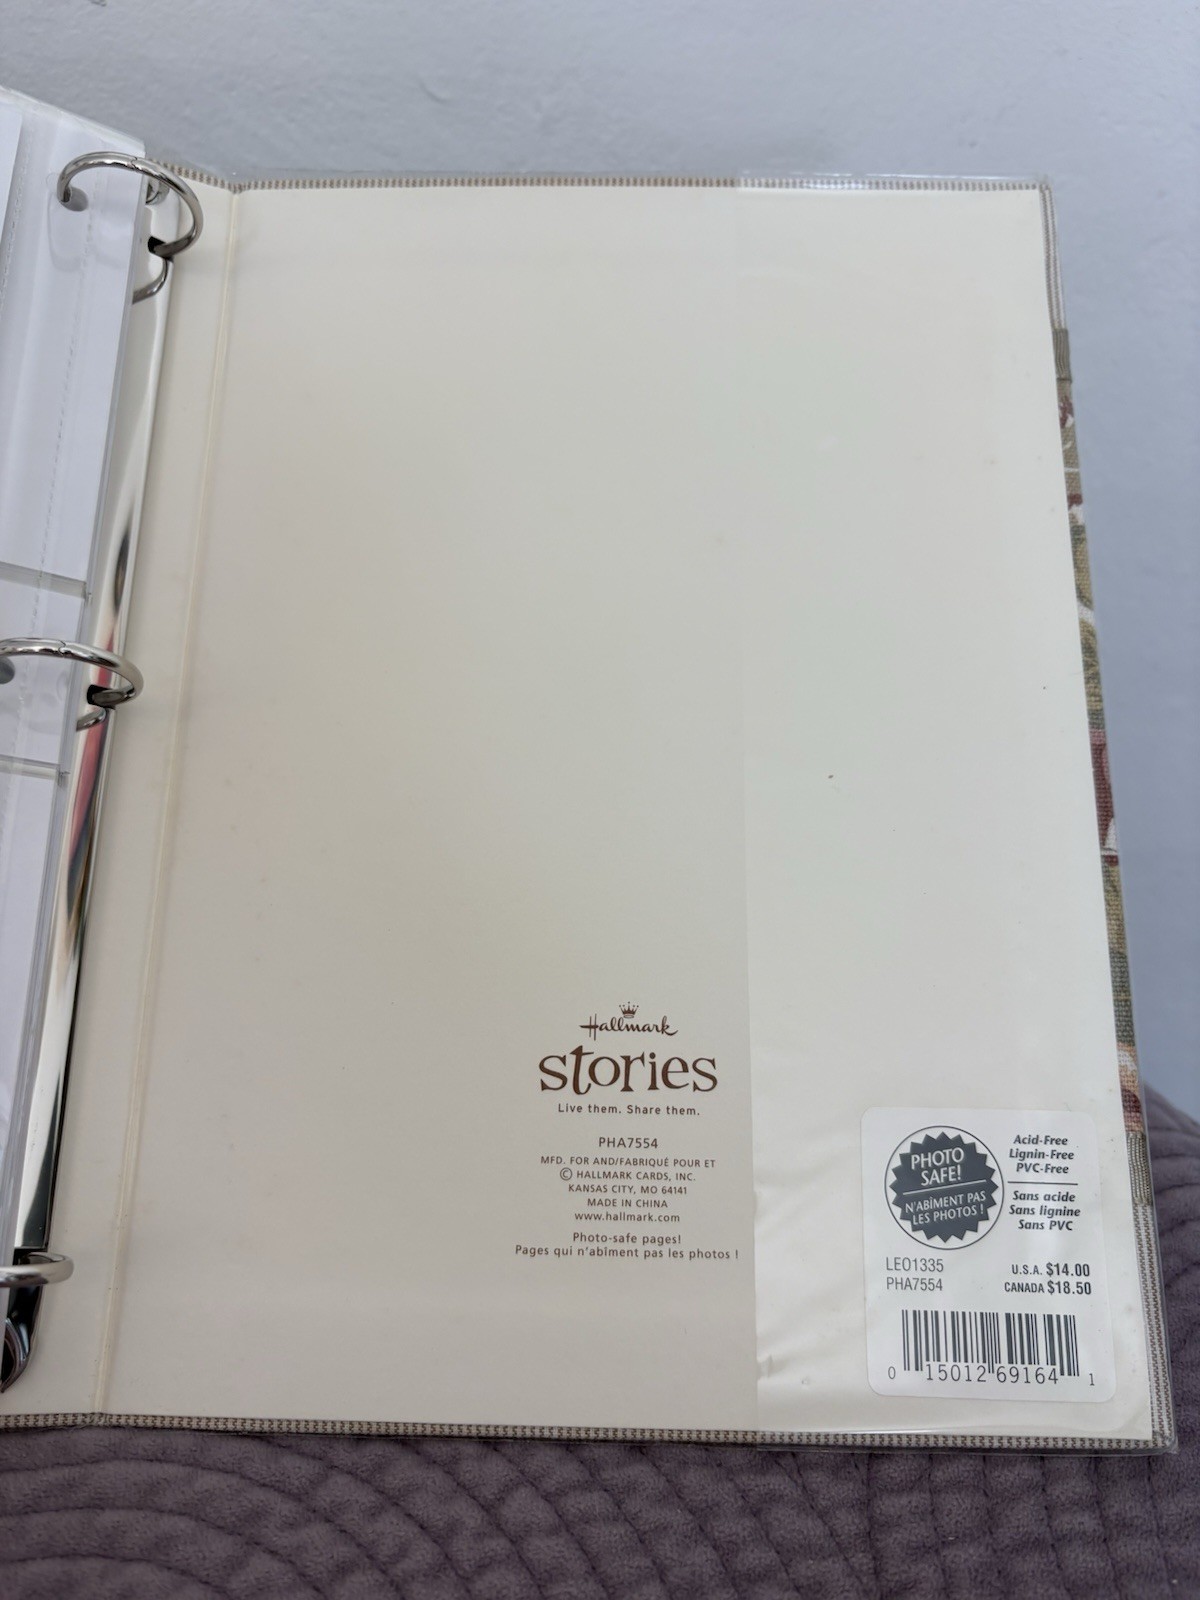 Hallmark
stories
Live them. Share them.
PHA7554
MFD. FOR AND/FABRIQUÉ POUR ET
© HALLMARK CARDS, INC.
KANSAS CITY, MO 64141
MADE IN CHINA
www.hallmark.com
Photo-safe pages!
Pages qui n'abîment pas les photos !
PHOTO
SAFE!
N'ABÎMENT PAS
LES PHOTOS !
Acid-Free
Lignin-Free
PVC-Free
Sans acide
Sans lignine
Sans PVC
LEO1335
PHA7554
U.S.A. $14.00
CANADA $18.50
0 15012 69164 1